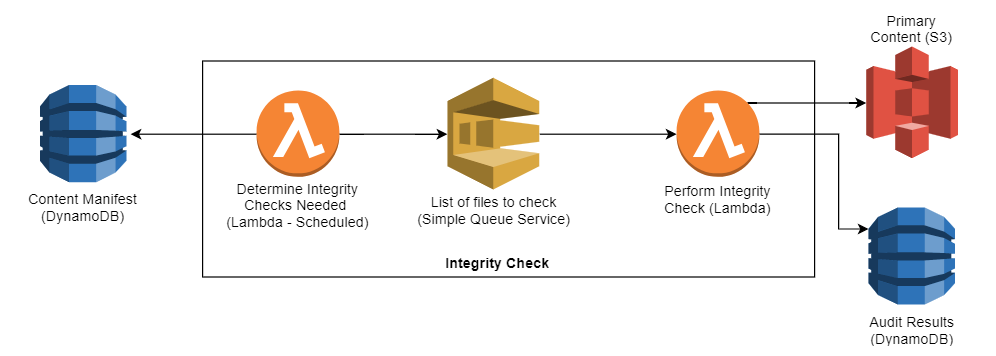 Primary
Content (S3)
Content Manifest
(DynamoDB)
Determine Integrity
Checks Needed
(Lambda - Scheduled)
List of files to check
(Simple Queue Service)
Perform Integrity
Check (Lambda)
Integrity Check
Audit Results
(DynamoDB)